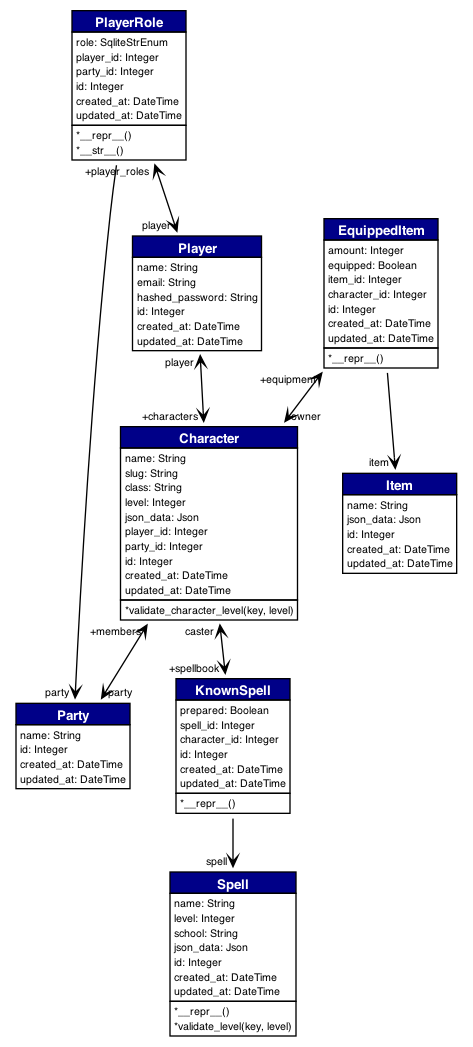 PlayerRole
role: SqliteStrEnum
player_id: Integer
party_id: Integer
id: Integer
created_at: DateTime
updated_at: DateTime
*__repr__()
*__str__()
+player_roles
player
Player
name: String
email: String
hashed_password: String
id: Integer
created_at: DateTime
updated_at: DateTime
EquippedItem
amount: Integer
equipped: Boolean
item_id: Integer
character_id: Integer
id: Integer
created_at: DateTime
updated_at: DateTime
*__repr__()
player
+equipment
+characters
owner
Character
name: String
slug: String
class: String
level: Integer
json_data: Json
player_id: Integer
party_id: Integer
id: Integer
created_at: DateTime
updated_at: DateTime
*validate_character_level(key, level)
item
Item
name: String
json_data: Json
id: Integer
created_at: DateTime
updated_at: DateTime
+members
caster
+spellbook
party
party
Party
name: String
id: Integer
created_at: DateTime
updated_at: DateTime
KnownSpell
prepared: Boolean
spell_id: Integer
character_id: Integer
id: Integer
created_at: DateTime
updated_at: DateTime
*__repr__()
spell
Spell
name: String
level: Integer
school: String
json_data: Json
id: Integer
created_at: DateTime
updated_at: DateTime
*__repr__()
*validate_level(key, level)